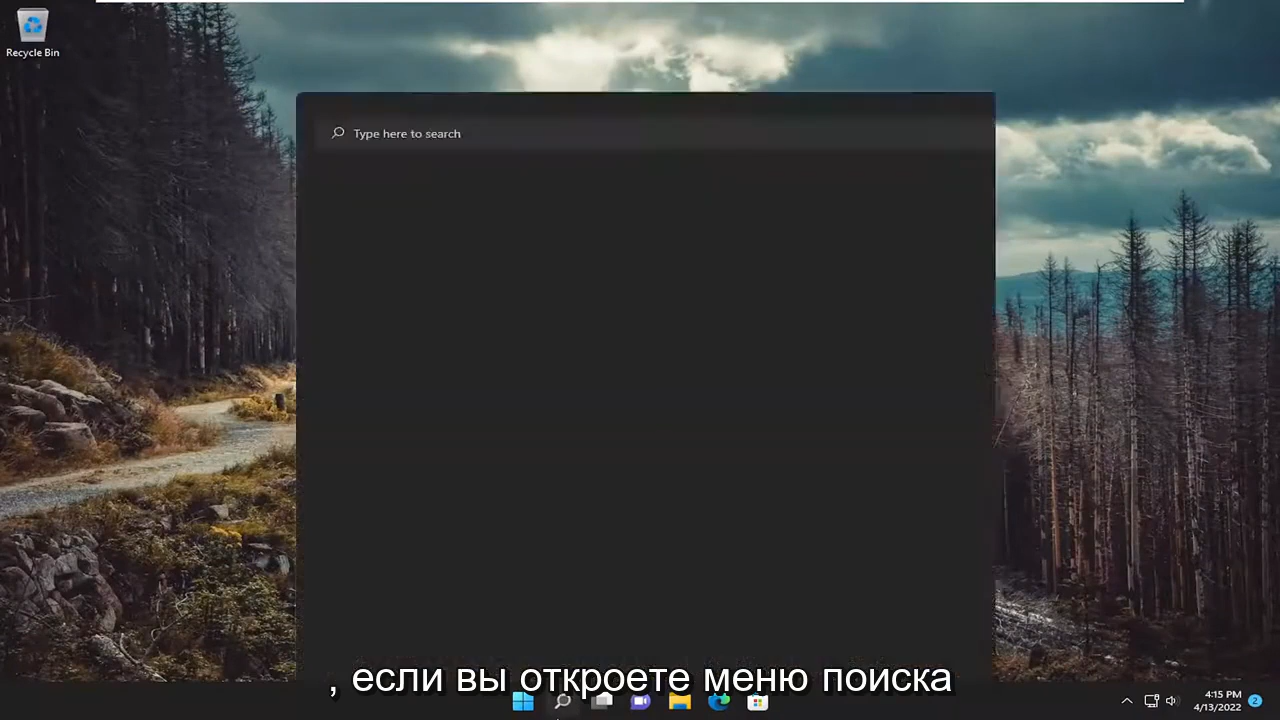 Recycle Bin
Type here to search
, если вы откроете меню поиска
4:15 PM
4/13/2022
2